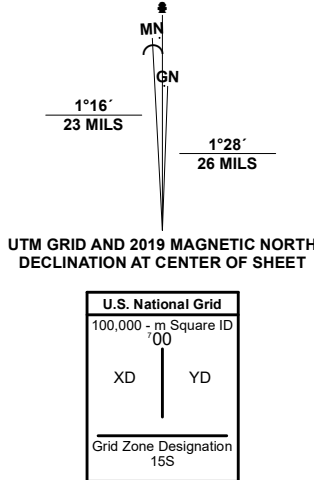 MN
GN
1°16´
23 MILS
1°28´
26 MILS
UTM GRID AND 2019 MAGNETIC NORTH
DECLINATION AT CENTER OF SHEET
U.S. National Grid
100,000 - m Square ID
⁷00
XD YD
Grid Zone Designation
15S